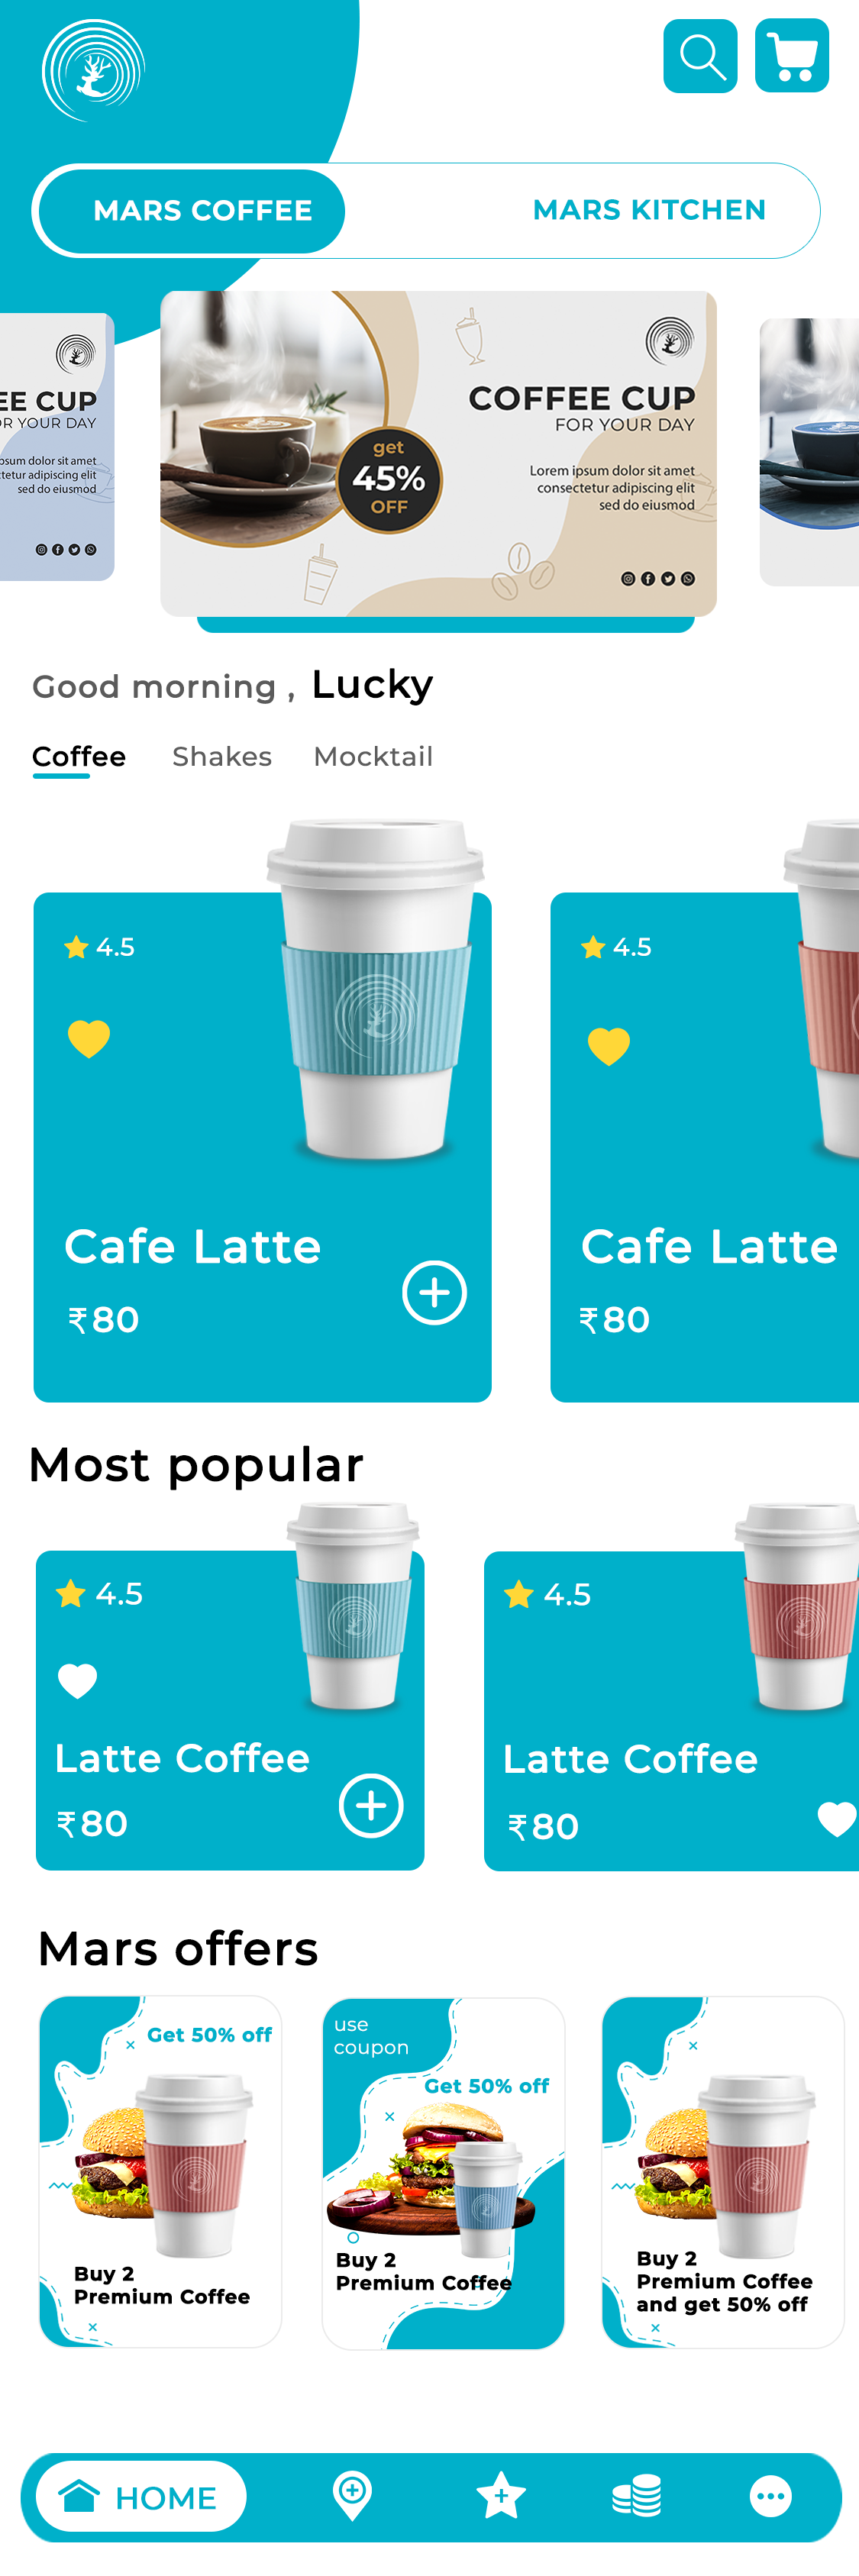 MARS COFFEE
MARS KITCHEN
EE CUP
OR YOUR DAY
psum dolor sit amet
tetur adipiscing elit
sed do eiusmod
COFFEE CUP
FOR YOUR DAY
get
45%
OFF
Lorem ipsum dolor sit amet
consectetur adipiscing elit
sed do eiusmod
Good morning , Lucky
Coffee Shakes Mocktail
4.5
Cafe Latte
₹80
4.5
Cafe Latte
₹80
Most popular
4.5
Latte Coffee
₹80
4.5
Latte Coffee
₹80
Mars offers
Get 50% off
Buy 2
Premium Coffee
use
coupon
Get 50% off
Buy 2
Premium Coffee
Buy 2
Premium Coffee
and get 50% off
HOME